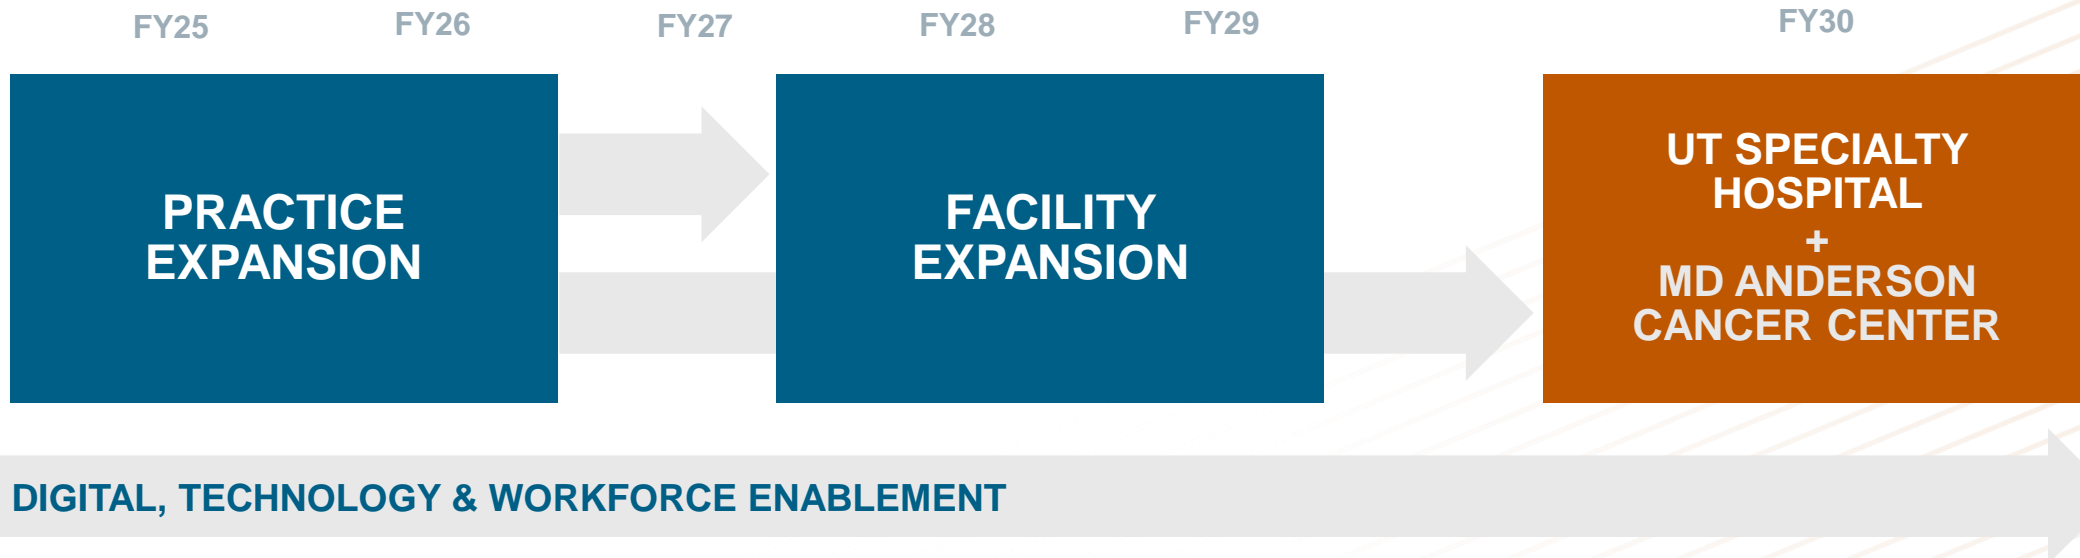 FY25 FY26 FY27 FY28 FY29 FY30
PRACTICE
EXPANSION
FACILITY
EXPANSION
UT SPECIALTY
HOSPITAL
+
MD ANDERSON
CANCER CENTER
DIGITAL, TECHNOLOGY & WORKFORCE ENABLEMENT